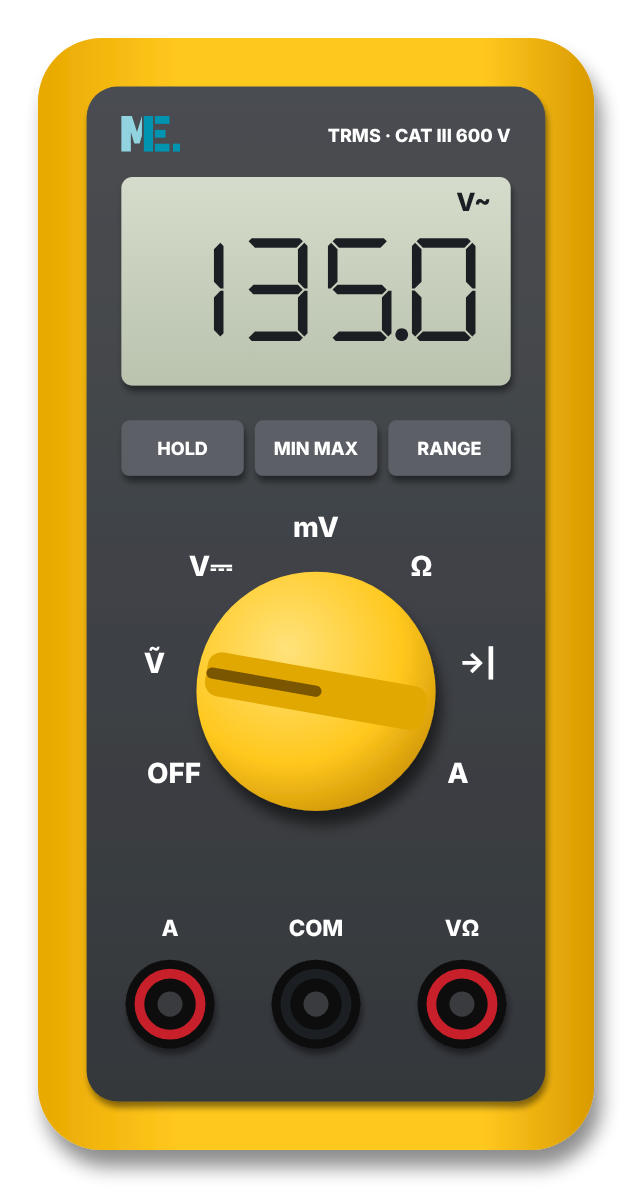 ME.
TRMS · CAT III 600 V
V~
135.0
HOLD
MIN MAX
RANGE
mV
V⎓
Ω
Ṽ
OFF
A
A
COM
VΩ